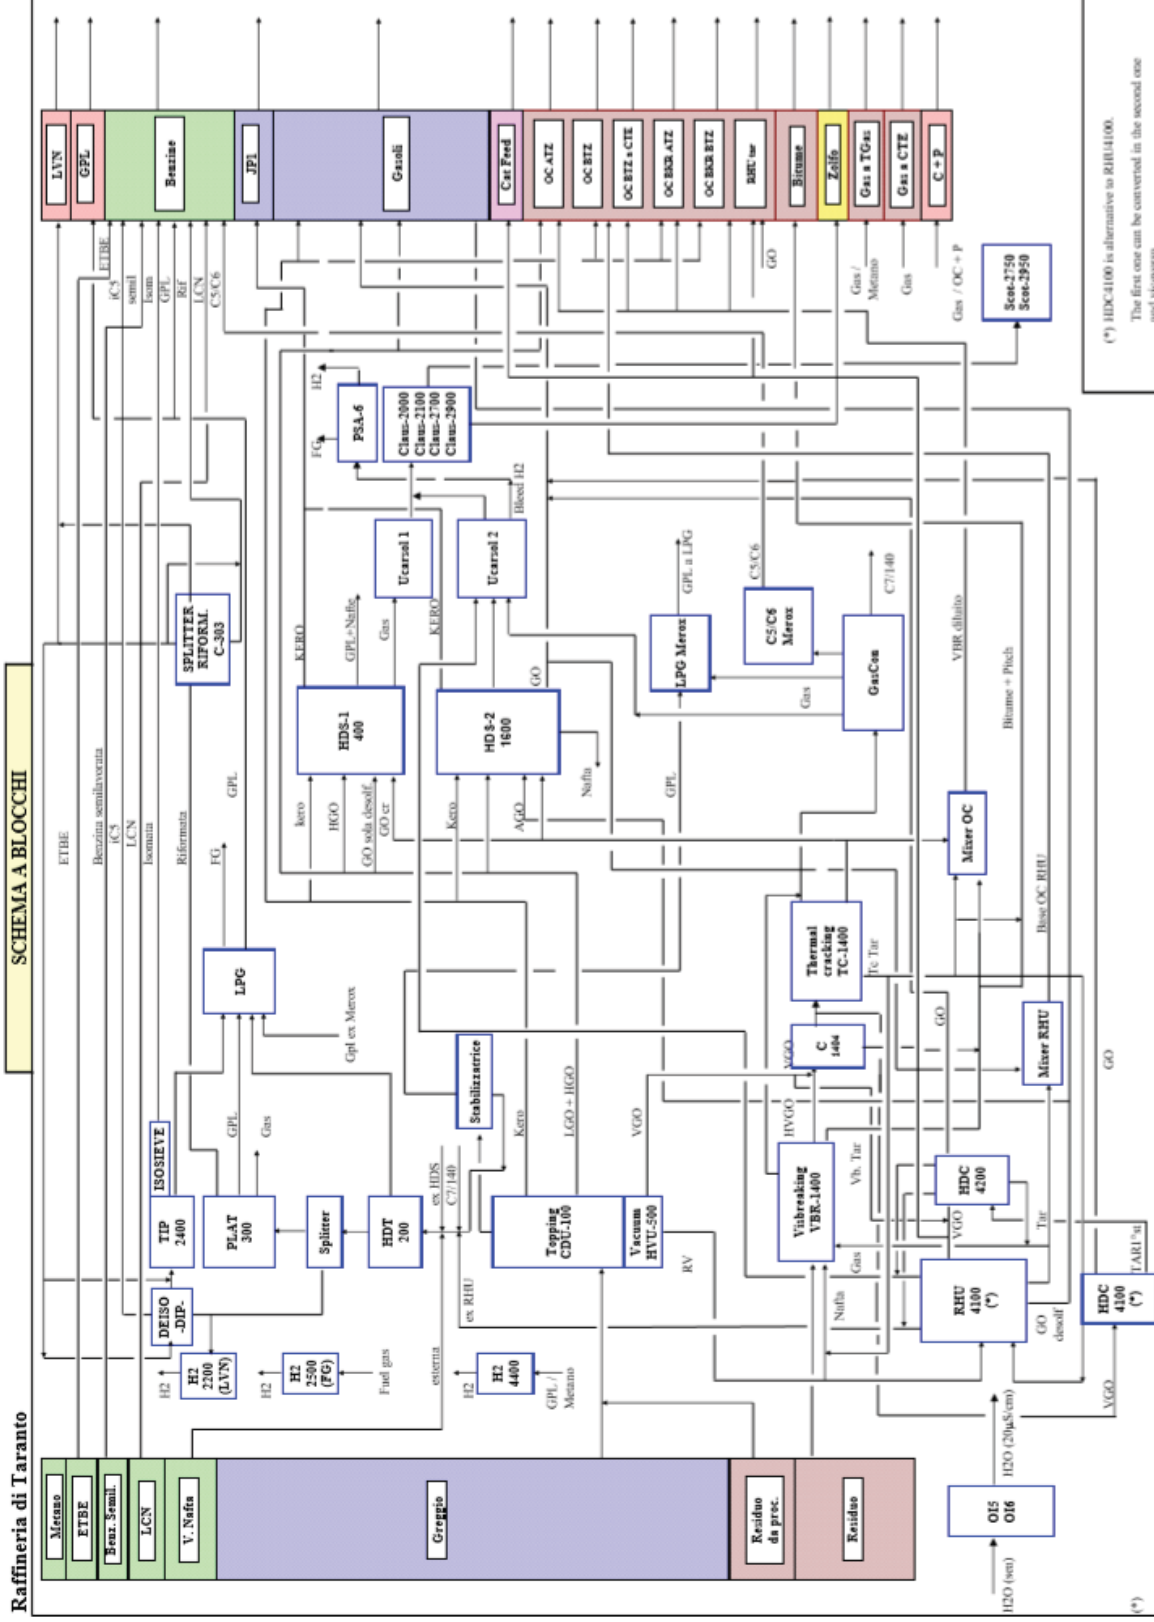 Raffineria di Taranto
SCHEMA A BLOCCHI
Metano
ETBE
Benz. Semil.
LCN
V. Nafta
Greggio
Residuo
da proc.
Residuo
H2O (sen)
OI5
OI6
H2O (20µS/cm)
(*)
H2
H2
2200
(LVN)
H2
H2
2500
(FG)
Fuel gas
esterna
H2
H2
4400
GPL /
Metano
DEISO
-DIP-
TIP
2400
ISOSIEVE
PLAT
300
GPL
Gas
Splitter
HDT
200
ex HDS
C7/140
ex RHU
Topping
CDU-100
Vacuum
HVU-500
RV
Stabilizzatrice
Kero
LGO + HGO
VGO
Visbreaking
VBR-1400
HVGO
VGO
C
1404
Vb. Tar
Nafta
Gas
RHU
4100
(*)
VGO
HDC
4200
Tar
GO
desolf
HDC
4100
(*)
TAR1°st
VGO
GO
Mixer RHU
Base OC RHU
GO
Thermal
cracking
TC-1400
Tc Tar
Mixer OC
VBR diluito
Bitume + Pitch
Gpl ex Merox
LPG
FG
GPL
ETBE
Benzina semilavorata
iC5
LCN
Isomata
Riformata
SPLITTER
RIFORM.
C-303
kero
HGO
GO sola desolf.
GO cr
HDS-1
400
KERO
GPL+Nafte
Gas
Kero
AGO
HDS-2
1600
Nafta
KERO
GO
GPL
Ucarsol 1
Ucarsol 2
Bleed H2
PSA-6
FG
H2
Claus-2000
Claus-2100
Claus-2700
Claus-2900
LPG Merox
GPL a LPG
Gas
GasCon
C7/140
C5/C6
Merox
C5/C6
Scot-2750
Scot-2950
ETBE
iC5
semil
Isom
GPL
Rif
LCN
C5/C6
GO
Gas /
Metano
Gas
Gas / OC + P
LVN
GPL
Benzine
JP1
Gasoli
Cat Feed
OC ATZ
OC BTZ
OC BTZ a CTE
OC BKR ATZ
OC BKR BTZ
RHU tar
Bitume
Zolfo
Gas a TGas
Gas a CTE
C + P
(*) HDC4100 is alternative to RHU4100.
The first one can be converted in the second one